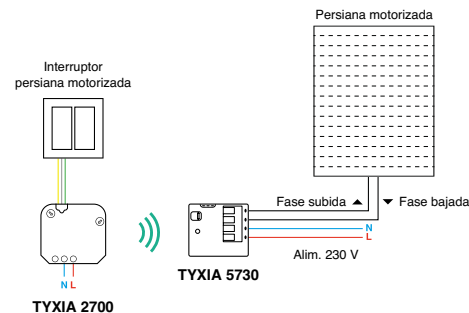 Persiana motorizada
Interruptor
persiana motorizada
Fase subida
Fase bajada
N
L
Alim. 230 V
TYXIA 5730
N L
TYXIA 2700